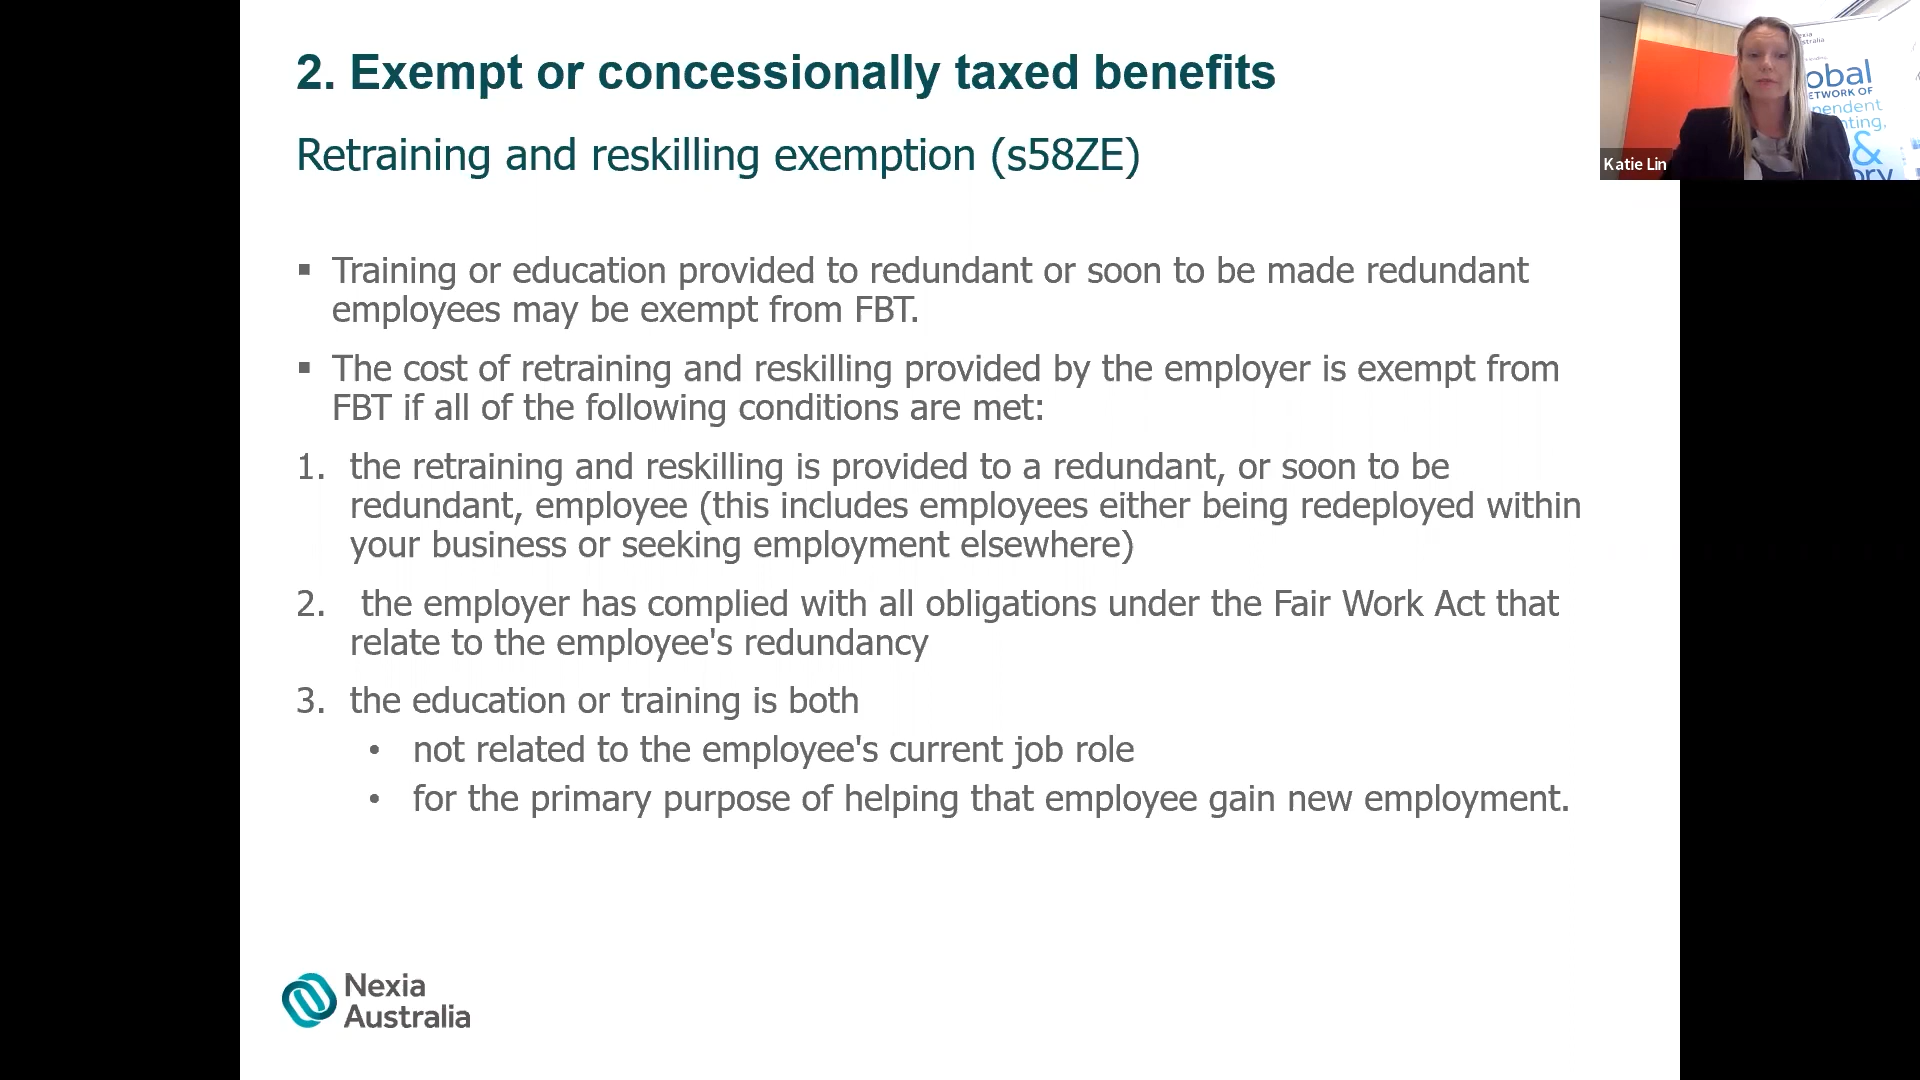 2. Exempt or concessionally taxed benefits
Retraining and reskilling exemption (s58ZE)
▪ Training or education provided to redundant or soon to be made redundant
employees may be exempt from FBT.
▪ The cost of retraining and reskilling provided by the employer is exempt from
FBT if all of the following conditions are met:
1. the retraining and reskilling is provided to a redundant, or soon to be
redundant, employee (this includes employees either being redeployed within
your business or seeking employment elsewhere)
2. the employer has complied with all obligations under the Fair Work Act that
relate to the employee's redundancy
3. the education or training is both
• not related to the employee's current job role
• for the primary purpose of helping that employee gain new employment.
Nexia
Australia
Katie Lin
obal
ETWORK OF
pendent
nting,
&
ory